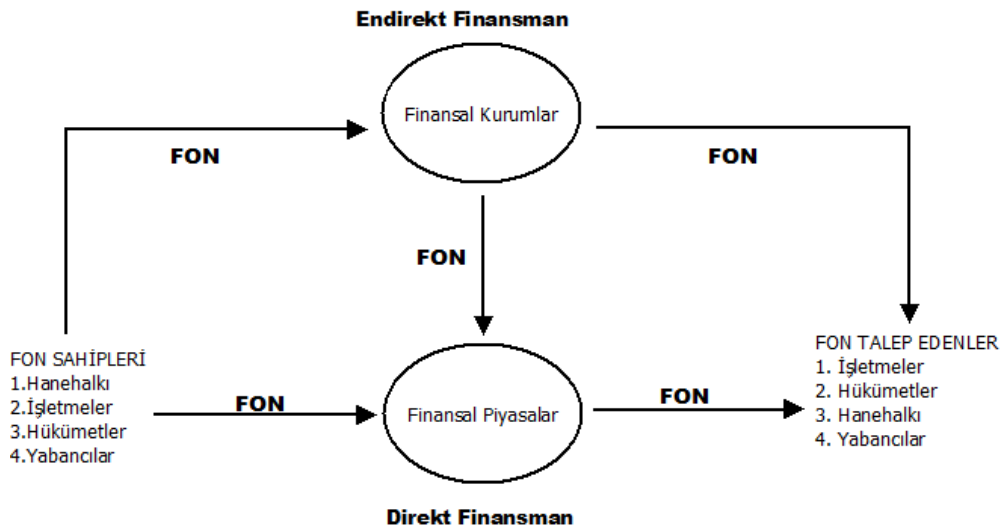 Endirekt Finansman
Finansal Kurumlar
FON
FON
FON
FON SAHİPLERİ
1.Hanehalkı
2.İşletmeler
3.Hükümetler
4.Yabancılar
FON
Finansal Piyasalar
FON
FON TALEP EDENLER
1. İşletmeler
2. Hükümetler
3. Hanehalkı
4. Yabancılar
Direkt Finansman